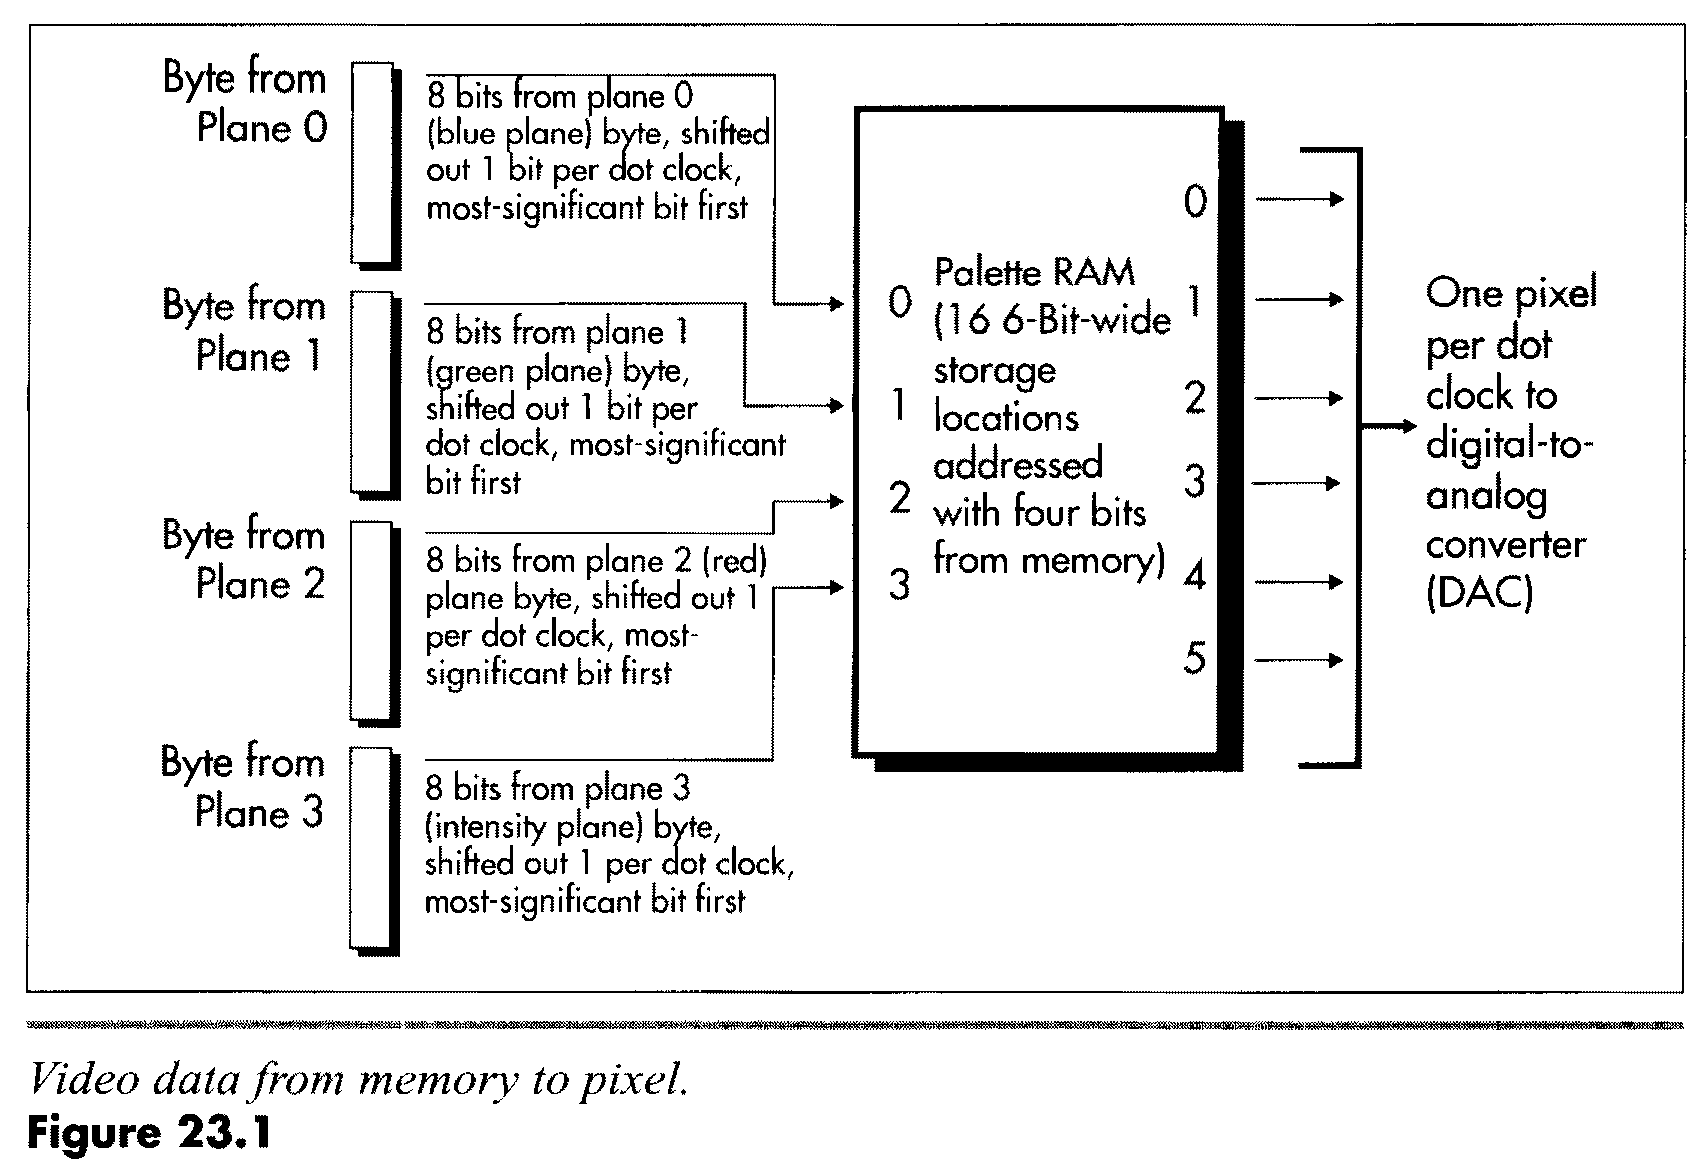 Byte from
Plane 0
8 bits from plane 0
(blue plane) byte, shifted
out 1 bit per dot clock,
most-significant bit first
Byte from
Plane 1
8 bits from plane 1
(green plane) byte,
shifted out 1 bit per
dot clock, most-significant
bit first
Byte from
Plane 2
8 bits from plane 2 (red)
plane byte, shifted out 1
per dot clock, most-
significant bit first
Byte from
Plane 3
8 bits from plane 3
(intensity plane) byte,
shifted out 1 per dot clock,
most-significant bit first
0
1
2
3
Palette RAM
(16 6-Bit-wide
storage
locations
addressed
with four bits
from memory)
0
1
2
3
4
5
One pixel
per dot
clock to
digital-to-
analog
converter
(DAC)
Video data from memory to pixel.
Figure 23.1